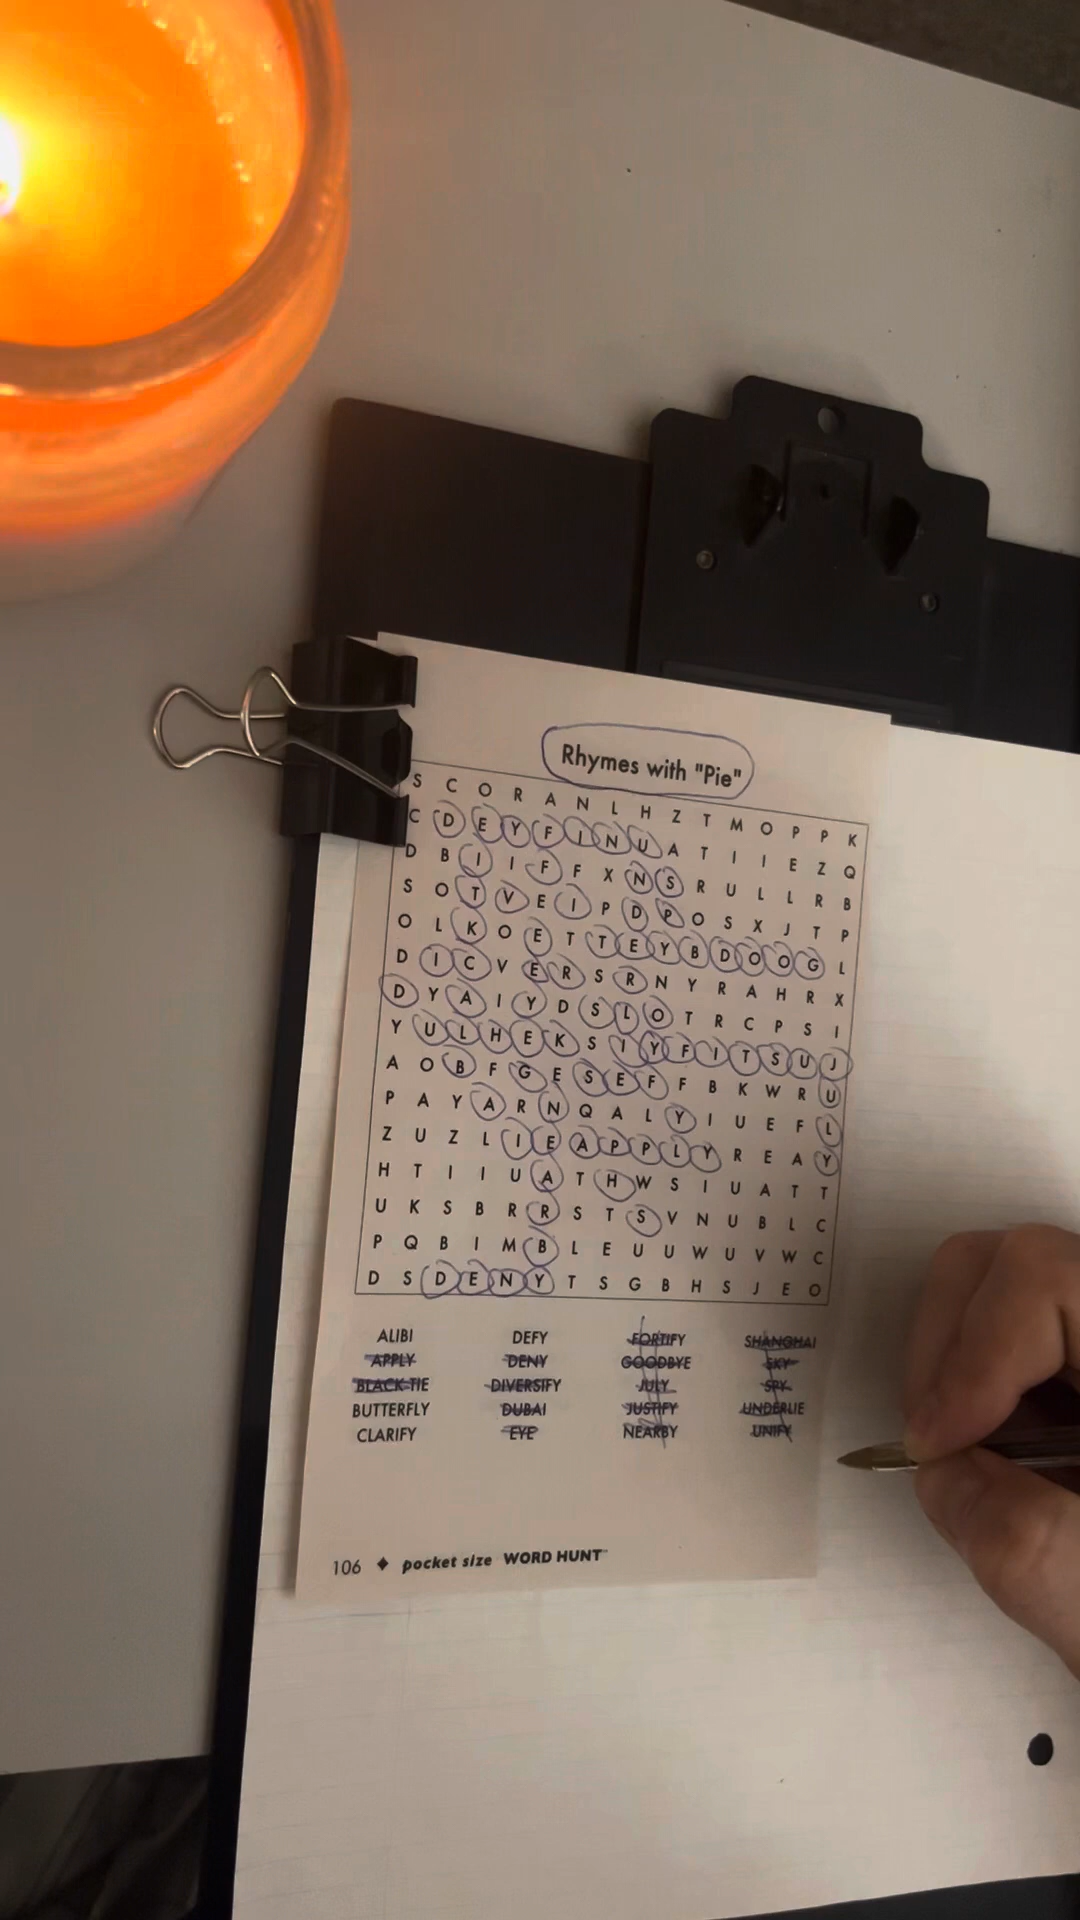 Rhymes with "Pie"
S C O R A N L H Z T M O P P K
C D E Y F I N U A T I I E Z Q
D B I I F F X N S R U L L R B
S O T V E I P D P O S X J T P
O L K O E T T E Y B D O O G L
D I C V E R S R N Y R A H R X
D Y A I Y D S L O T R C P S I
Y U L H E K S I Y F I T S U J
A O B F G E S E F F B K W R U
P A Y A R N Q A L Y I U E F L
Z U Z L I E A P P L Y R E A Y
H T I I U A T H W S I U A T T
U K S B R R S T S V N U B L C
P Q B I M B L E U U W U V W C
D S D E N Y T S G B H S J E O
ALIBI DEFY FORTIFY SHANGHAI
APPLY DENY GOODBYE SKY
BLACK TIE DIVERSIFY JULY SPY
BUTTERFLY DUBAI JUSTIFY UNDERLIE
CLARIFY EYE NEARBY UNIFY
106 ◆ pocket size WORD HUNT™